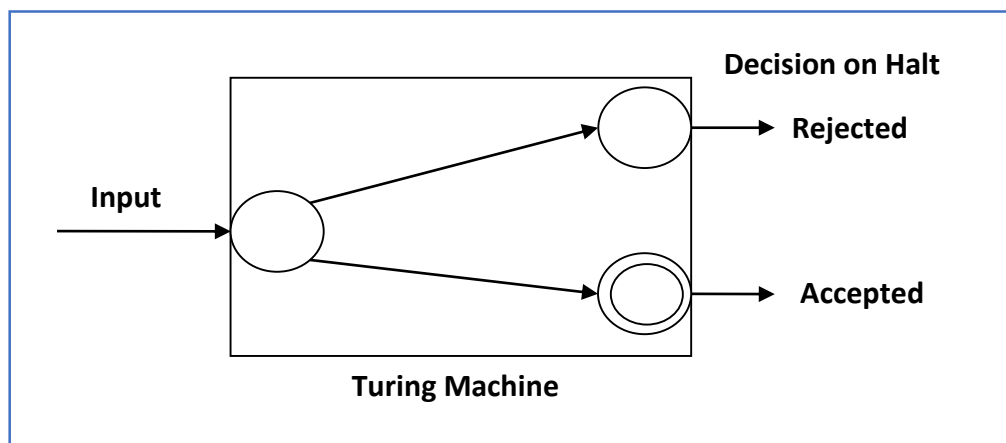 Decision on Halt
Rejected
Input
Accepted
Turing Machine